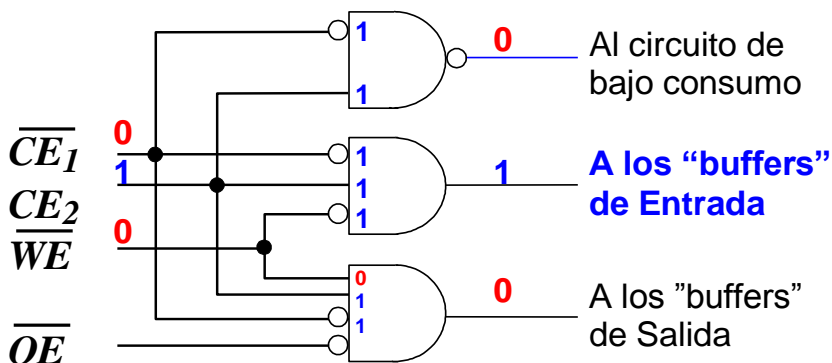 0
1
1
Al circuito de
bajo consumo
0
CE1
1
CE2
0
WE
OE
1
1
1
1
A los “buffers”
de Entrada
0
1
1
0
A los ”buffers”
de Salida